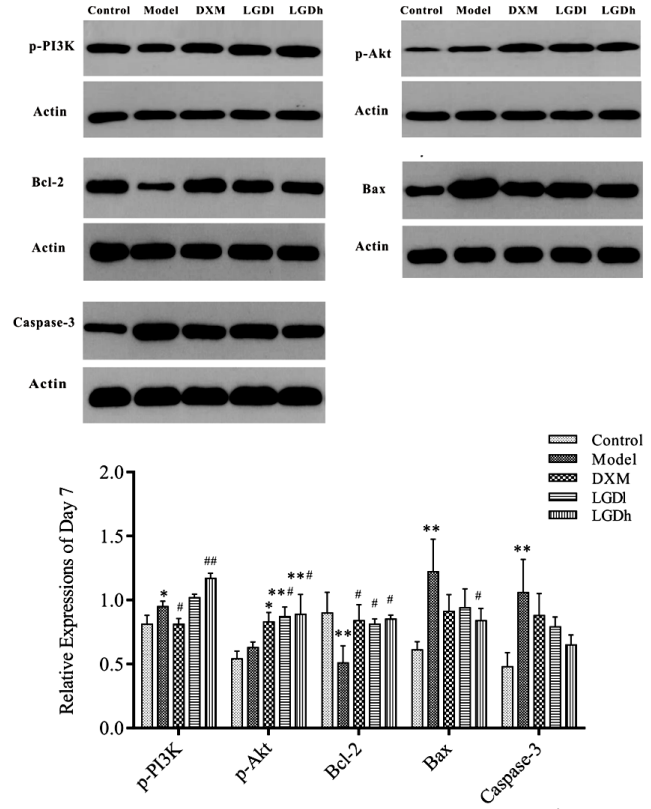 Control Model DXM LGDl LGDh
p-PI3K
Actin
Bcl-2
Actin
Caspase-3
Actin
Control Model DXM LGDl LGDh
p-Akt
Actin
Bax
Actin
Control
Model
DXM
LGDl
LGDh
Relative Expressions of Day 7
2.0
1.5
1.0
0.5
0.0
* # ##
* ** # ** #
** # # #
** #
**
p-PI3K p-Akt Bcl-2 Bax Caspase-3